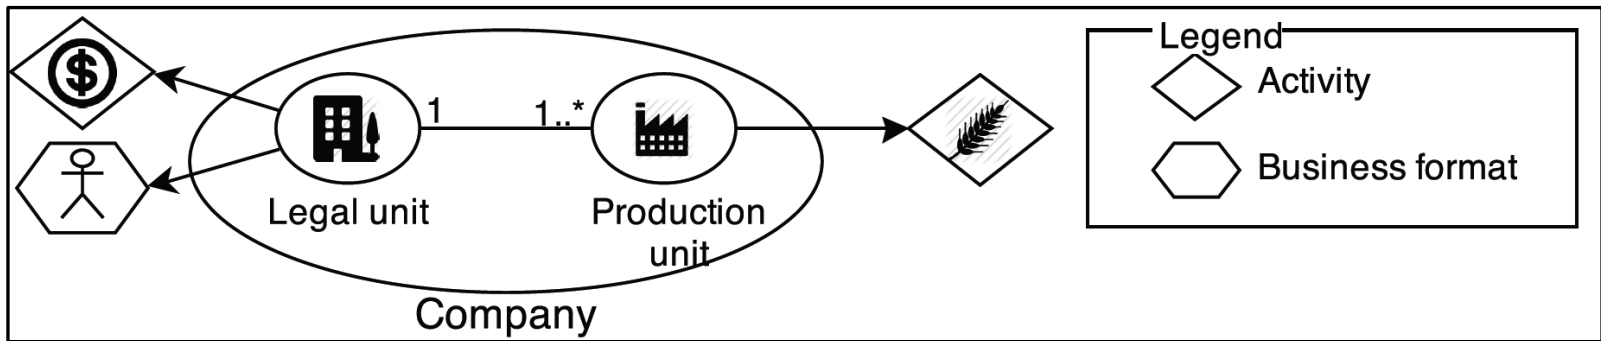 Legend
$
Activity
1
1..*
Business format
Legal unit
Production
unit
Company